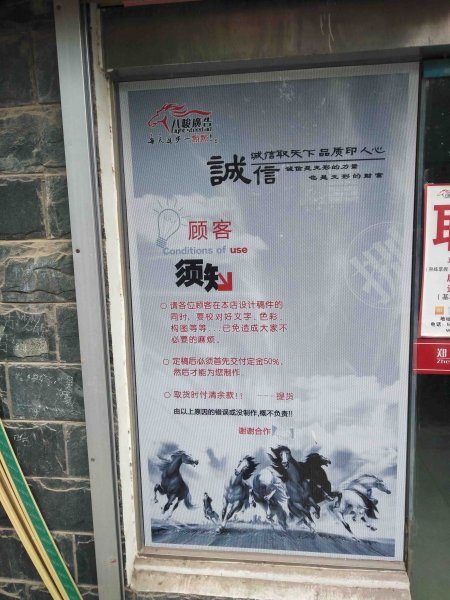 八骏廣告
誠信
诚信取天下 品质印人心
诚信是无形的力量
也是无形的财富
顾客
Conditions of use
须知
请各位顾客在本店设计稿件的
同时，要校对好文字，色彩，
构图等等...已免造成大家不
必要的麻烦。
定稿后必须首先交付定金50%，
然后才能为您制作。
取货时付清余款！！ ——提货
由以上原因的错误或没制作，概不负责!!
谢谢合作